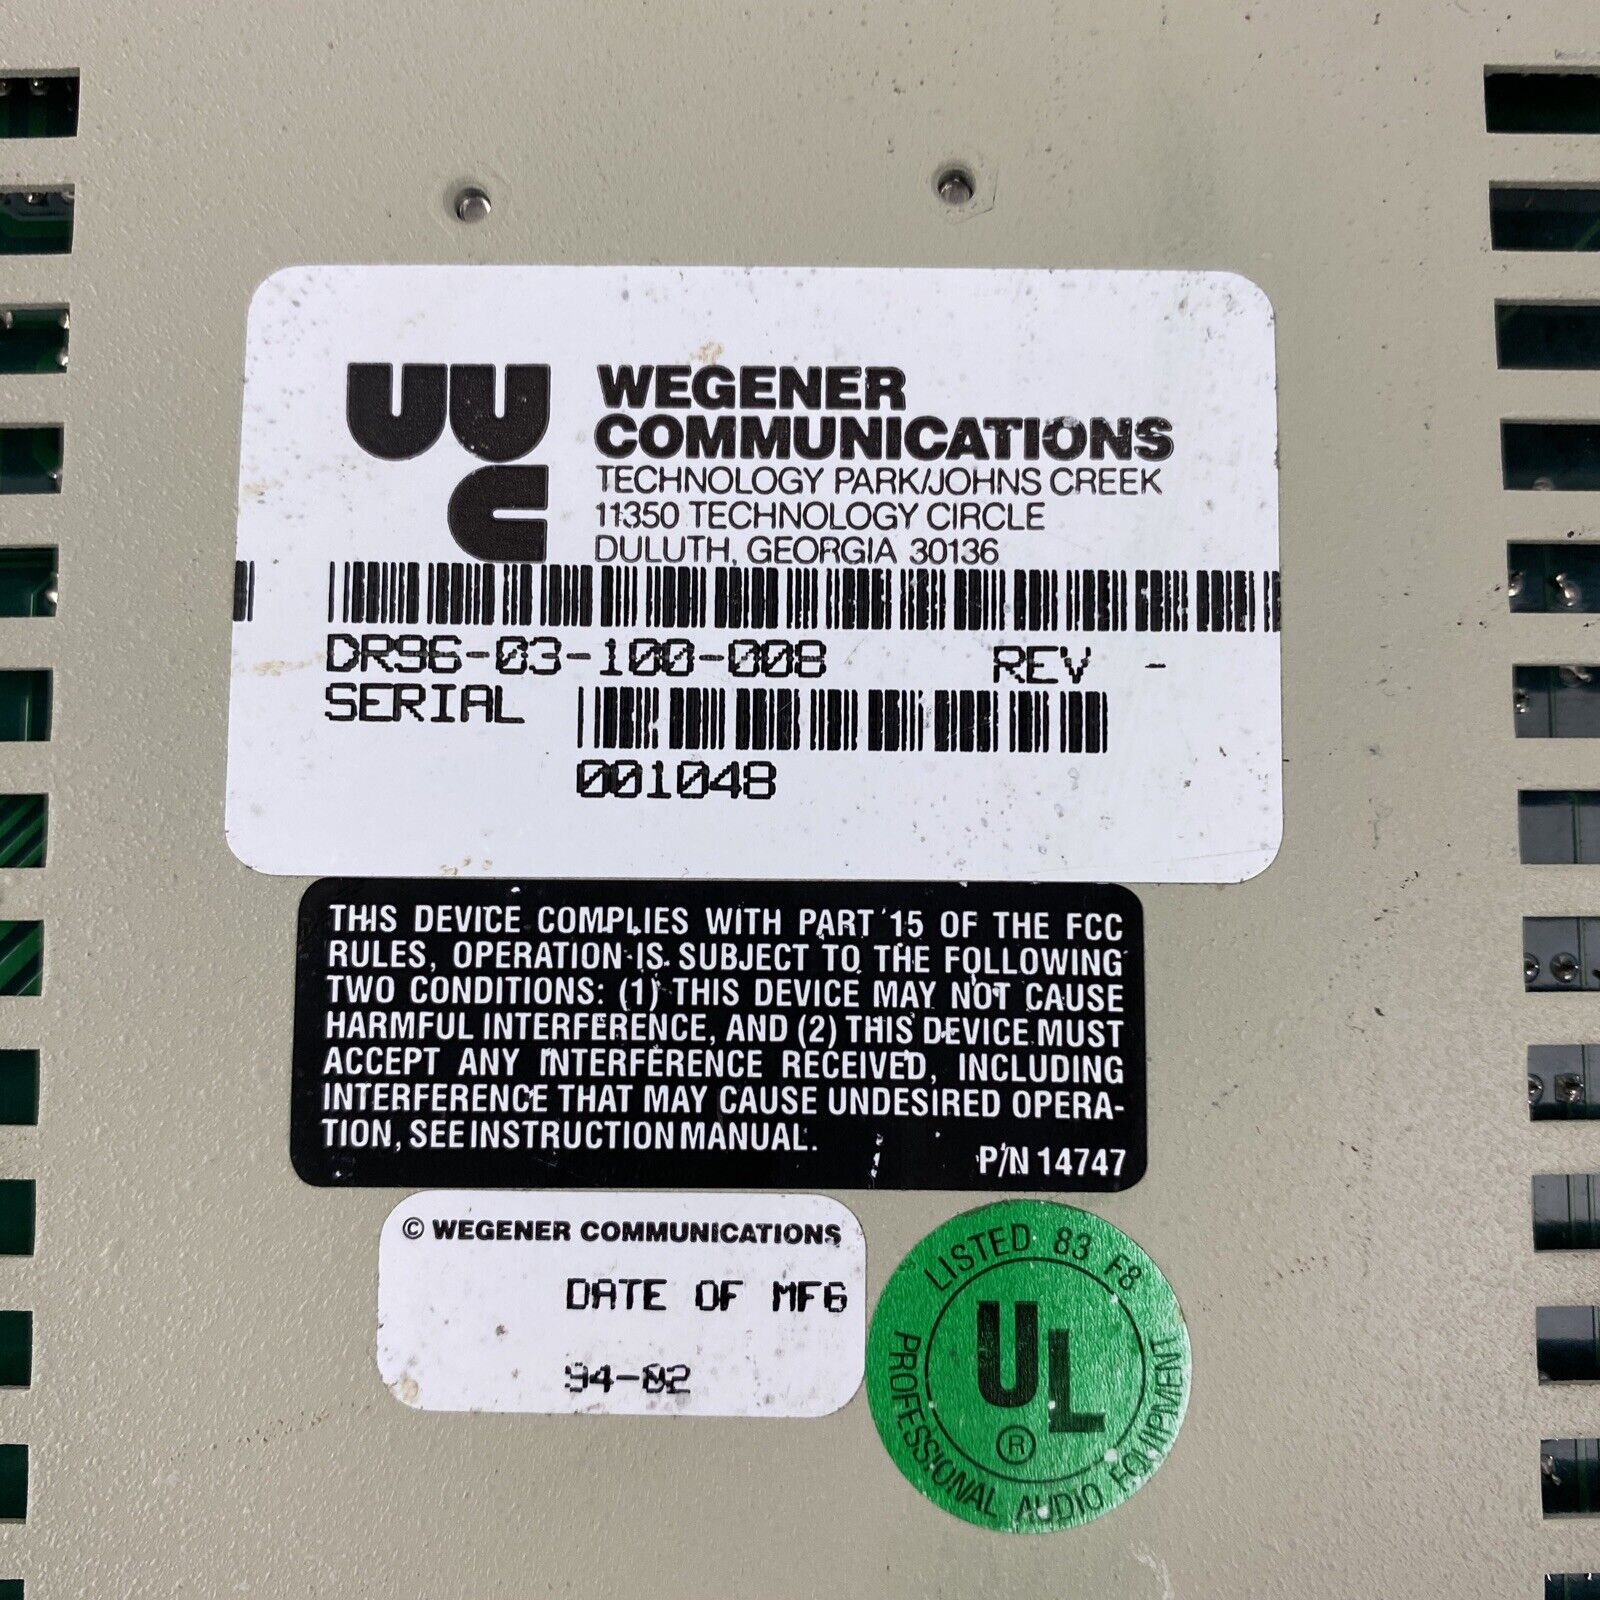 WEGENER
COMMUNICATIONS
TECHNOLOGY PARK/JOHNS CREEK
11350 TECHNOLOGY CIRCLE
DULUTH, GEORGIA 30136
DR96-03-100-008 REV -
SERIAL
001048
THIS DEVICE COMPLIES WITH PART 15 OF THE FCC
RULES, OPERATION IS SUBJECT TO THE FOLLOWING
TWO CONDITIONS: (1) THIS DEVICE MAY NOT CAUSE
HARMFUL INTERFERENCE, AND (2) THIS DEVICE MUST
ACCEPT ANY INTERFERENCE RECEIVED, INCLUDING
INTERFERENCE THAT MAY CAUSE UNDESIRED OPERA-
TION, SEE INSTRUCTION MANUAL.
P/N 14747
© WEGENER COMMUNICATIONS
DATE OF MFG
94-02
LISTED 83 F8
UL
®
PROFESSIONAL AUDIO EQUIPMENT